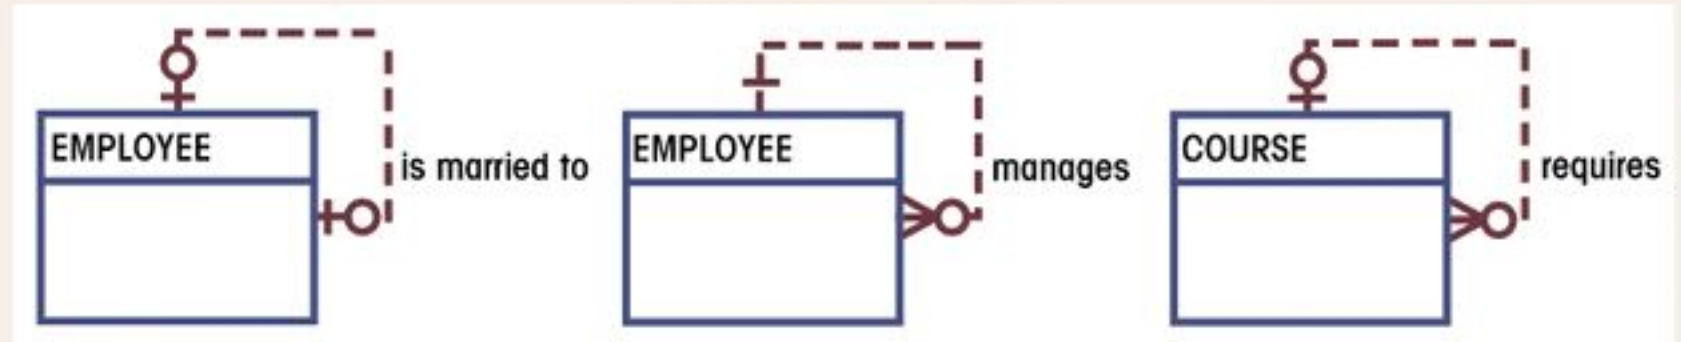 EMPLOYEE
is married to
EMPLOYEE
manages
COURSE
requires